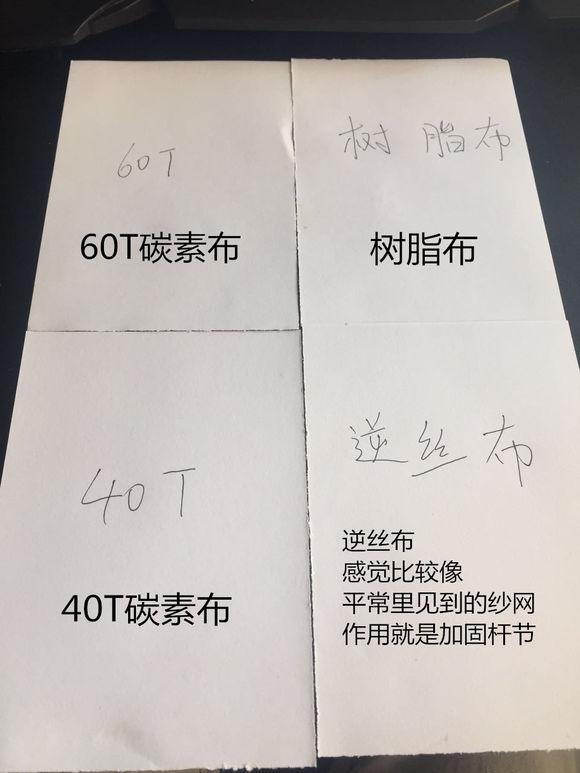 60T
60T碳素布
树脂布
树脂布
40T
40T碳素布
逆丝布
逆丝布
感觉比较像
平常里见到的纱网
作用就是加固杆节